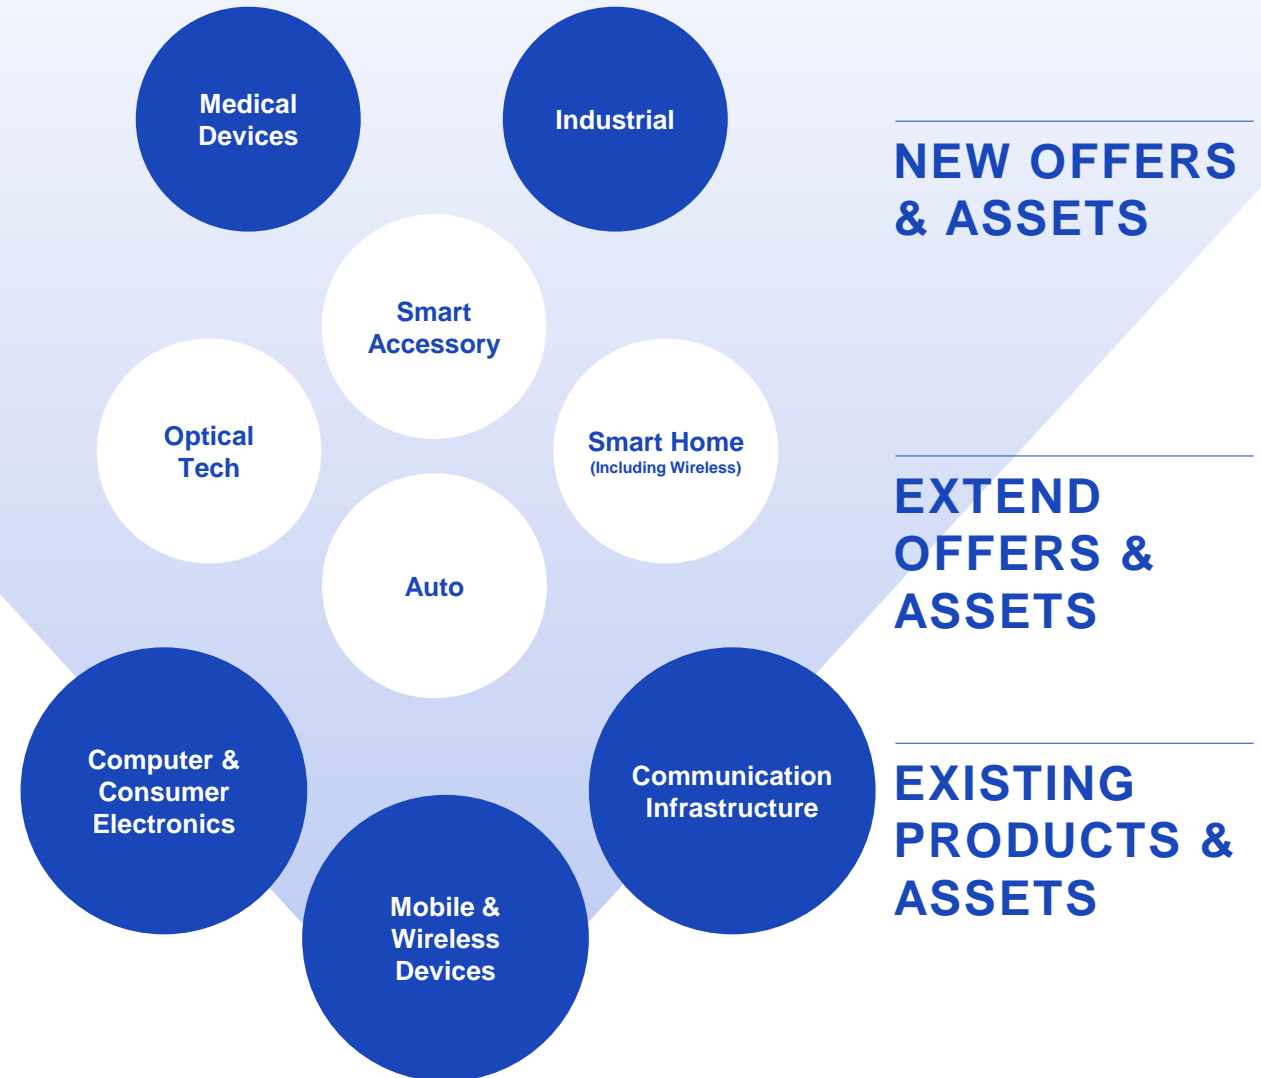 Medical
Devices
Industrial
NEW OFFERS
& ASSETS
Smart
Accessory
Optical
Tech
Smart Home
(Including Wireless)
Auto
EXTEND
OFFERS &
ASSETS
Computer &
Consumer
Electronics
Communication
Infrastructure
Mobile &
Wireless
Devices
EXISTING
PRODUCTS &
ASSETS